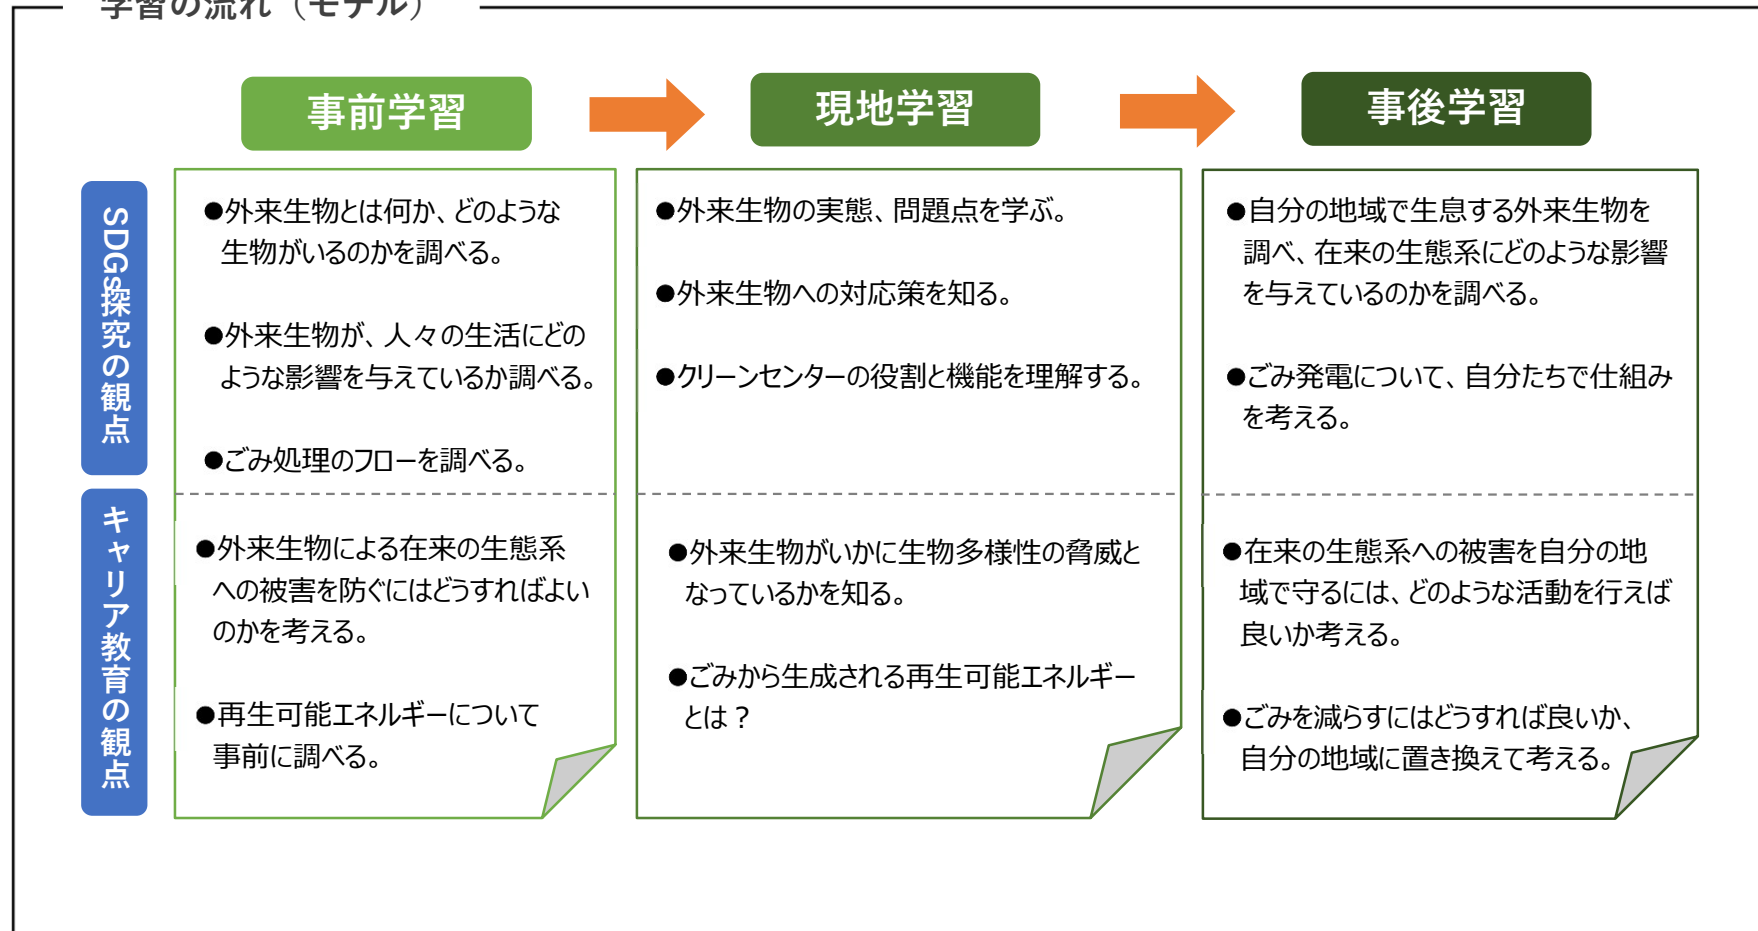 学習の流れ（モデル）
事前学習
現地学習
事後学習
SDGs探究の観点
●外来生物とは何か、どのような
生物がいるのかを調べる。
●外来生物が、人々の生活にどの
ような影響を与えているか調べる。
●ごみ処理のフローを調べる。
●外来生物の実態、問題点を学ぶ。
●外来生物への対応策を知る。
●クリーンセンターの役割と機能を理解する。
●自分の地域で生息する外来生物を
調べ、在来の生態系にどのような影響
を与えているのかを調べる。
●ごみ発電について、自分たちで仕組み
を考える。
キャリア教育の観点
●外来生物による在来の生態系
への被害を防ぐにはどうすればよい
のかを考える。
●再生可能エネルギーについて
事前に調べる。
●外来生物がいかに生物多様性の脅威と
なっているかを知る。
●ごみから生成される再生可能エネルギー
とは？
●在来の生態系への被害を自分の地
域で守るには、どのような活動を行えば
良いか考える。
●ごみを減らすにはどうすれば良いか、
自分の地域に置き換えて考える。